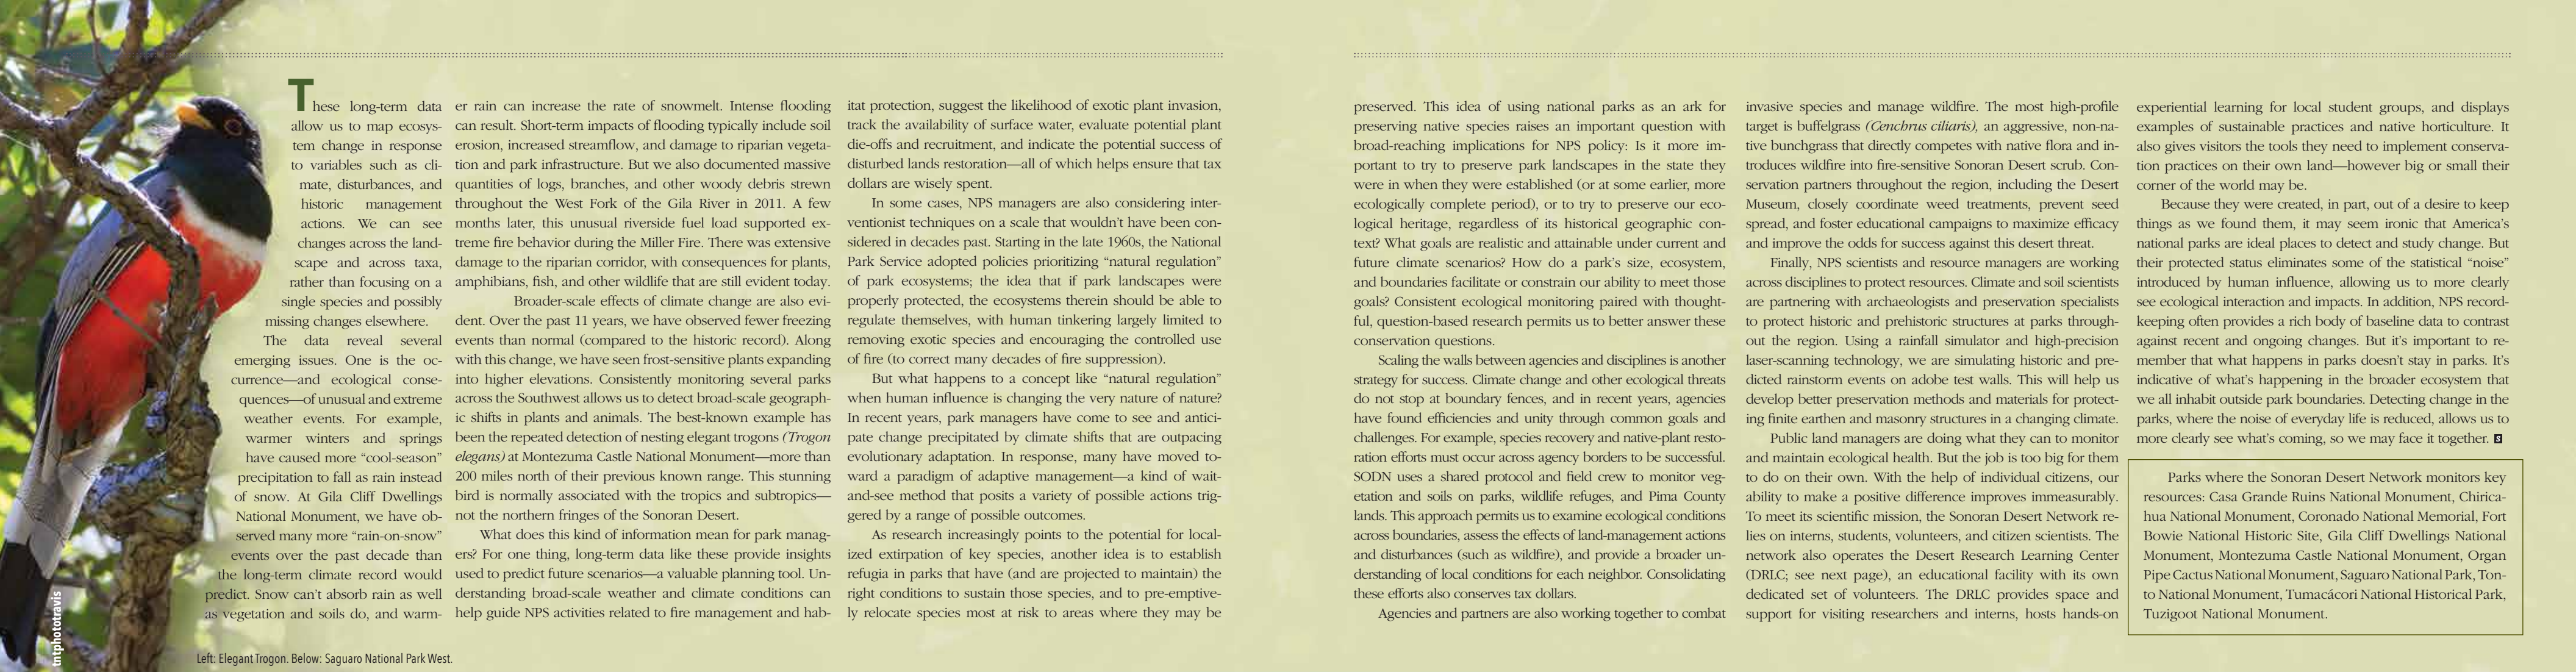 These long-term data
allow us to map ecosys-
tem change in response
to variables such as cli-
mate, disturbances, and
historic management
actions. We can see
changes across the land-
scape and across taxa,
rather than focusing on a
single species and possibly
missing changes elsewhere.
The data reveal several
emerging issues. One is the oc-
currence—and ecological conse-
quences—of unusual and extreme
weather events. For example,
warmer winters and springs
have caused more “cool-season”
precipitation to fall as rain instead
of snow. At Gila Cliff Dwellings
National Monument, we have ob-
served many more “rain-on-snow”
events over the past decade than
the long-term climate record would
predict. Snow can’t absorb rain as well
as vegetation and soils do, and warm-
er rain can increase the rate of snowmelt. Intense flooding
can result. Short-term impacts of flooding typically include soil
erosion, increased streamflow, and damage to riparian vegeta-
tion and park infrastructure. But we also documented massive
quantities of logs, branches, and other woody debris strewn
throughout the West Fork of the Gila River in 2011. A few
months later, this unusual riverside fuel load supported ex-
treme fire behavior during the Miller Fire. There was extensive
damage to the riparian corridor, with consequences for plants,
amphibians, fish, and other wildlife that are still evident today.
Broader-scale effects of climate change are also evi-
dent. Over the past 11 years, we have observed fewer freezing
events than normal (compared to the historic record). Along
with this change, we have seen frost-sensitive plants expanding
into higher elevations. Consistently monitoring several parks
across the Southwest allows us to detect broad-scale geograph-
ic shifts in plants and animals. The best-known example has
been the repeated detection of nesting elegant trogons (Trogon
elegans) at Montezuma Castle National Monument—more than
200 miles north of their previous known range. This stunning
bird is normally associated with the tropics and subtropics—
not the northern fringes of the Sonoran Desert.
What does this kind of information mean for park manag-
ers? For one thing, long-term data like these provide insights
used to predict future scenarios—a valuable planning tool. Un-
derstanding broad-scale weather and climate conditions can
help guide NPS activities related to fire management and hab-
itat protection, suggest the likelihood of exotic plant invasion,
track the availability of surface water, evaluate potential plant
die-offs and recruitment, and indicate the potential success of
disturbed lands restoration—all of which helps ensure that tax
dollars are wisely spent.
In some cases, NPS managers are also considering inter-
ventionist techniques on a scale that wouldn’t have been con-
sidered in decades past. Starting in the late 1960s, the National
Park Service adopted policies prioritizing “natural regulation”
of park ecosystems; the idea that if park landscapes were
properly protected, the ecosystems therein should be able to
regulate themselves, with human tinkering largely limited to
removing exotic species and encouraging the controlled use
of fire (to correct many decades of fire suppression).
But what happens to a concept like “natural regulation”
when human influence is changing the very nature of nature?
In recent years, park managers have come to see and antici-
pate change precipitated by climate shifts that are outpacing
evolutionary adaptation. In response, many have moved to-
ward a paradigm of adaptive management—a kind of wait-
and-see method that posits a variety of possible actions trig-
gered by a range of possible outcomes.
As research increasingly points to the potential for local-
ized extirpation of key species, another idea is to establish
refugia in parks that have (and are projected to maintain) the
right conditions to sustain those species, and to pre-emptive-
ly relocate species most at risk to areas where they may be
preserved. This idea of using national parks as an ark for
preserving native species raises an important question with
broad-reaching implications for NPS policy: Is it more im-
portant to try to preserve park landscapes in the state they
were in when they were established (or at some earlier, more
ecologically complete period), or to try to preserve our eco-
logical heritage, regardless of its historical geographic con-
text? What goals are realistic and attainable under current and
future climate scenarios? How do a park’s size, ecosystem,
and boundaries facilitate or constrain our ability to meet those
goals? Consistent ecological monitoring paired with thought-
ful, question-based research permits us to better answer these
conservation questions.
Scaling the walls between agencies and disciplines is another
strategy for success. Climate change and other ecological threats
do not stop at boundary fences, and in recent years, agencies
have found efficiencies and unity through common goals and
challenges. For example, species recovery and native-plant resto-
ration efforts must occur across agency borders to be successful.
SODN uses a shared protocol and field crew to monitor veg-
etation and soils on parks, wildlife refuges, and Pima County
lands. This approach permits us to examine ecological conditions
across boundaries, assess the effects of land-management actions
and disturbances (such as wildfire), and provide a broader un-
derstanding of local conditions for each neighbor. Consolidating
these efforts also conserves tax dollars.
Agencies and partners are also working together to combat
invasive species and manage wildfire. The most high-profile
target is buffelgrass (Cenchrus ciliaris), an aggressive, non-na-
tive bunchgrass that directly competes with native flora and in-
troduces wildfire into fire-sensitive Sonoran Desert scrub. Con-
servation partners throughout the region, including the Desert
Museum, closely coordinate weed treatments, prevent seed
spread, and foster educational campaigns to maximize efficacy
and improve the odds for success against this desert threat.
Finally, NPS scientists and resource managers are working
across disciplines to protect resources. Climate and soil scientists
are partnering with archaeologists and preservation specialists
to protect historic and prehistoric structures at parks through-
out the region. Using a rainfall simulator and high-precision
laser-scanning technology, we are simulating historic and pre-
dicted rainstorm events on adobe test walls. This will help us
develop better preservation methods and materials for protect-
ing finite earthen and masonry structures in a changing climate.
Public land managers are doing what they can to monitor
and maintain ecological health. But the job is too big for them
to do on their own. With the help of individual citizens, our
ability to make a positive difference improves immeasurably.
To meet its scientific mission, the Sonoran Desert Network re-
lies on interns, students, volunteers, and citizen scientists. The
network also operates the Desert Research Learning Center
(DRLC; see next page), an educational facility with its own
dedicated set of volunteers. The DRLC provides space and
support for visiting researchers and interns, hosts hands-on
experiential learning for local student groups, and displays
examples of sustainable practices and native horticulture. It
also gives visitors the tools they need to implement conserva-
tion practices on their own land—however big or small their
corner of the world may be.
Because they were created, in part, out of a desire to keep
things as we found them, it may seem ironic that America’s
national parks are ideal places to detect and study change. But
their protected status eliminates some of the statistical “noise”
introduced by human influence, allowing us to more clearly
see ecological interaction and impacts. In addition, NPS record-
keeping often provides a rich body of baseline data to contrast
against recent and ongoing changes. But it’s important to re-
member that what happens in parks doesn’t stay in parks. It’s
indicative of what’s happening in the broader ecosystem that
we all inhabit outside park boundaries. Detecting change in the
parks, where the noise of everyday life is reduced, allows us to
more clearly see what’s coming, so we may face it together. S
Parks where the Sonoran Desert Network monitors key
resources: Casa Grande Ruins National Monument, Chirica-
hua National Monument, Coronado National Memorial, Fort
Bowie National Historic Site, Gila Cliff Dwellings National
Monument, Montezuma Castle National Monument, Organ
Pipe Cactus National Monument, Saguaro National Park, Ton-
to National Monument, Tumacácori National Historical Park,
Tuzigoot National Monument.
tntphototravis
Left: Elegant Trogon. Below: Saguaro National Park West.